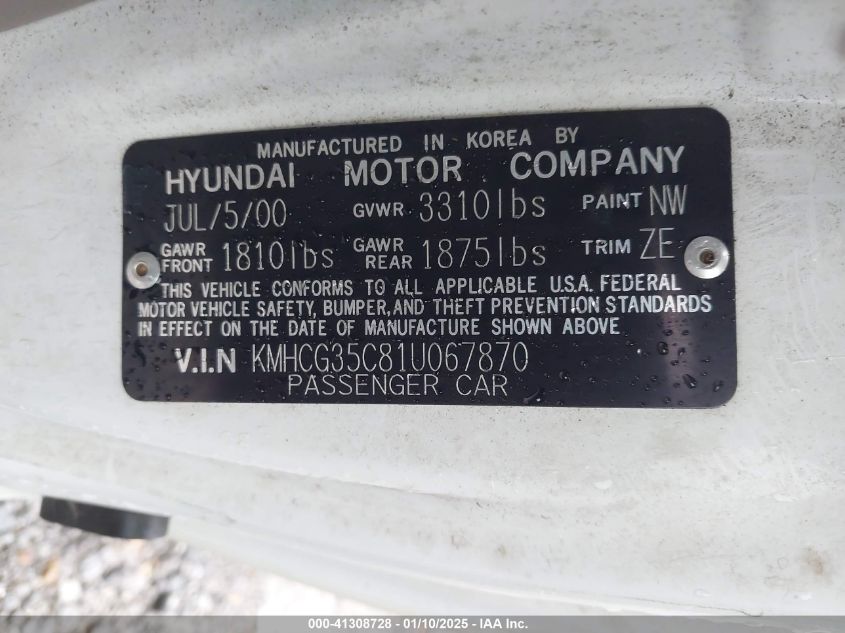 MANUFACTURED IN KOREA BY
HYUNDAI MOTOR COMPANY
JUL/5/00 GVWR 3310lbs PAINT NW
GAWR FRONT 1810lbs GAWR REAR 1875lbs TRIM ZE
THIS VEHICLE CONFORMS TO ALL APPLICABLE U.S.A. FEDERAL
MOTOR VEHICLE SAFETY, BUMPER, AND THEFT PREVENTION STANDARDS
IN EFFECT ON THE DATE OF MANUFACTURE SHOWN ABOVE
V.I.N KMHCG35C81U067870
PASSENGER CAR
000-41308728 - 01/10/2025 - IAA Inc.